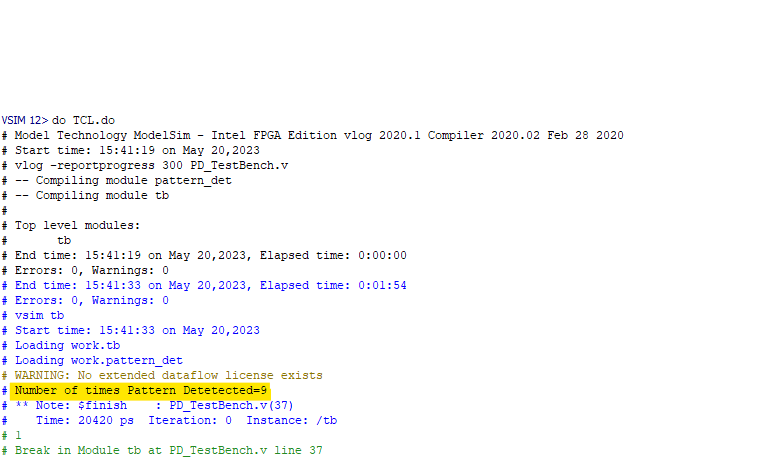 VSIM 12> do TCL.do
# Model Technology ModelSim - Intel FPGA Edition vlog 2020.1 Compiler 2020.02 Feb 28 2020
# Start time: 15:41:19 on May 20,2023
# vlog -reportprogress 300 PD_TestBench.v
# -- Compiling module pattern_det
# -- Compiling module tb
#
# Top level modules:
#       tb
# End time: 15:41:19 on May 20,2023, Elapsed time: 0:00:00
# Errors: 0, Warnings: 0
# End time: 15:41:33 on May 20,2023, Elapsed time: 0:01:54
# Errors: 0, Warnings: 0
# vsim tb
# Start time: 15:41:33 on May 20,2023
# Loading work.tb
# Loading work.pattern_det
# WARNING: No extended dataflow license exists
# Number of times Pattern Detetected=9
# ** Note: $finish    : PD_TestBench.v(37)
#    Time: 20420 ps  Iteration: 0  Instance: /tb
# 1
# Break in Module tb at PD_TestBench.v line 37